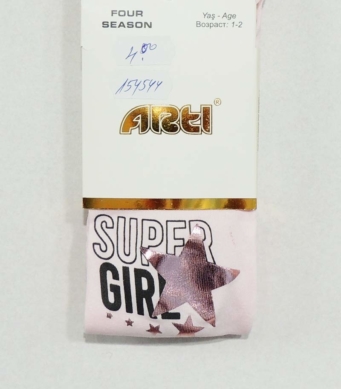 FOUR
SEASON
Yaş - Age
Возраст: 1-2
4.00
154544
ARTI®
SUPER
GIRL